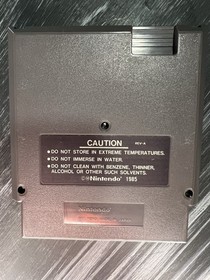 CAUTION
REV-A
• DO NOT STORE IN EXTREME TEMPERATURES.
• DO NOT IMMERSE IN WATER.
• DO NOT CLEAN WITH BENZENE, THINNER,
ALCOHOL OR OTHER SUCH SOLVENTS.
©® Nintendo® 1985